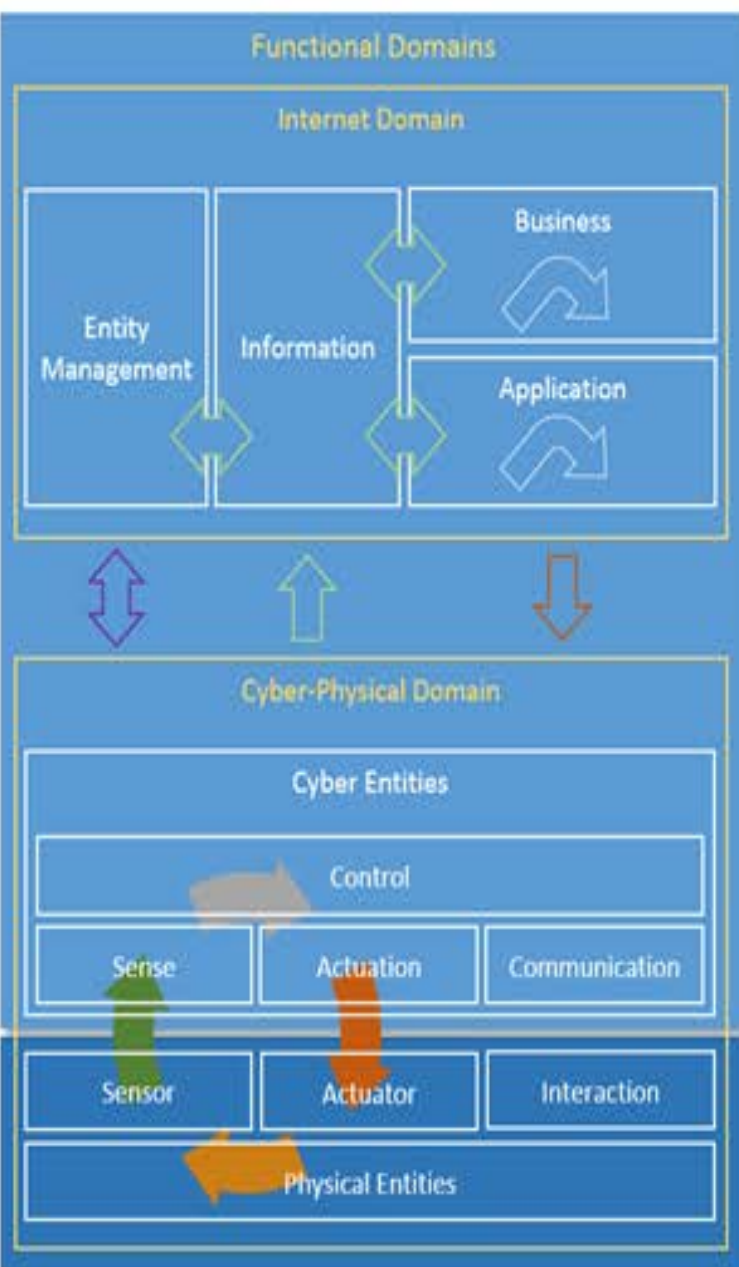 Functional Domains
Internet Domain
Entity
Management
Information
Business
Application
Cyber-Physical Domain
Cyber Entities
Control
Sense
Actuation
Communication
Sensor
Actuator
Interaction
Physical Entities